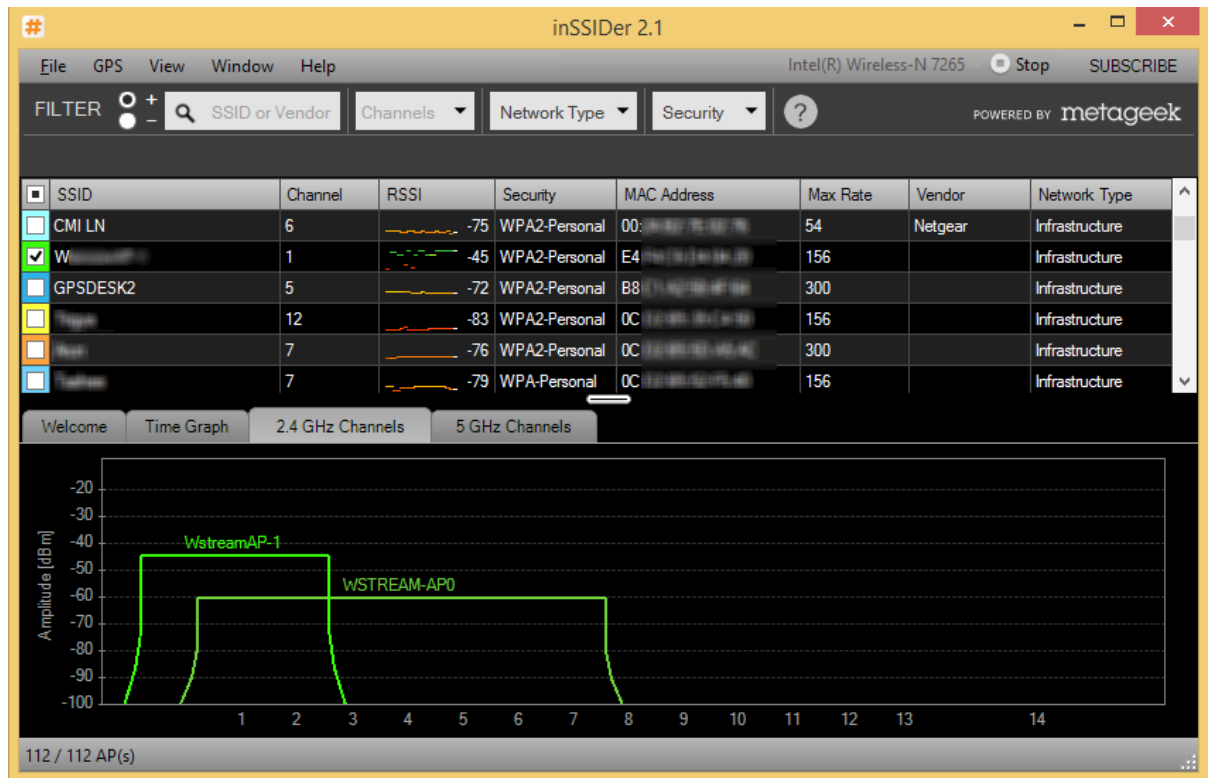 inSSIDer 2.1
File GPS View Window Help Intel(R) Wireless-N 7265 Stop SUBSCRIBE
FILTER + − SSID or Vendor Channels Network Type Security ? POWERED BY metageek
SSID Channel RSSI Security MAC Address Max Rate Vendor Network Type
CMI LN 6 -75 WPA2-Personal 00: 54 Netgear Infrastructure
W 1 -45 WPA2-Personal E4 156 Infrastructure
GPSDESK2 5 -72 WPA2-Personal B8 300 Infrastructure
12 -83 WPA2-Personal 0C 156 Infrastructure
7 -76 WPA2-Personal 0C 300 Infrastructure
7 -79 WPA-Personal 0C 156 Infrastructure
Welcome Time Graph 2.4 GHz Channels 5 GHz Channels
Amplitude [dBm]
-20
-30
-40 WstreamAP-1
-50
-60 WSTREAM-AP0
-70
-80
-90
-100
1 2 3 4 5 6 7 8 9 10 11 12 13 14
112 / 112 AP(s)